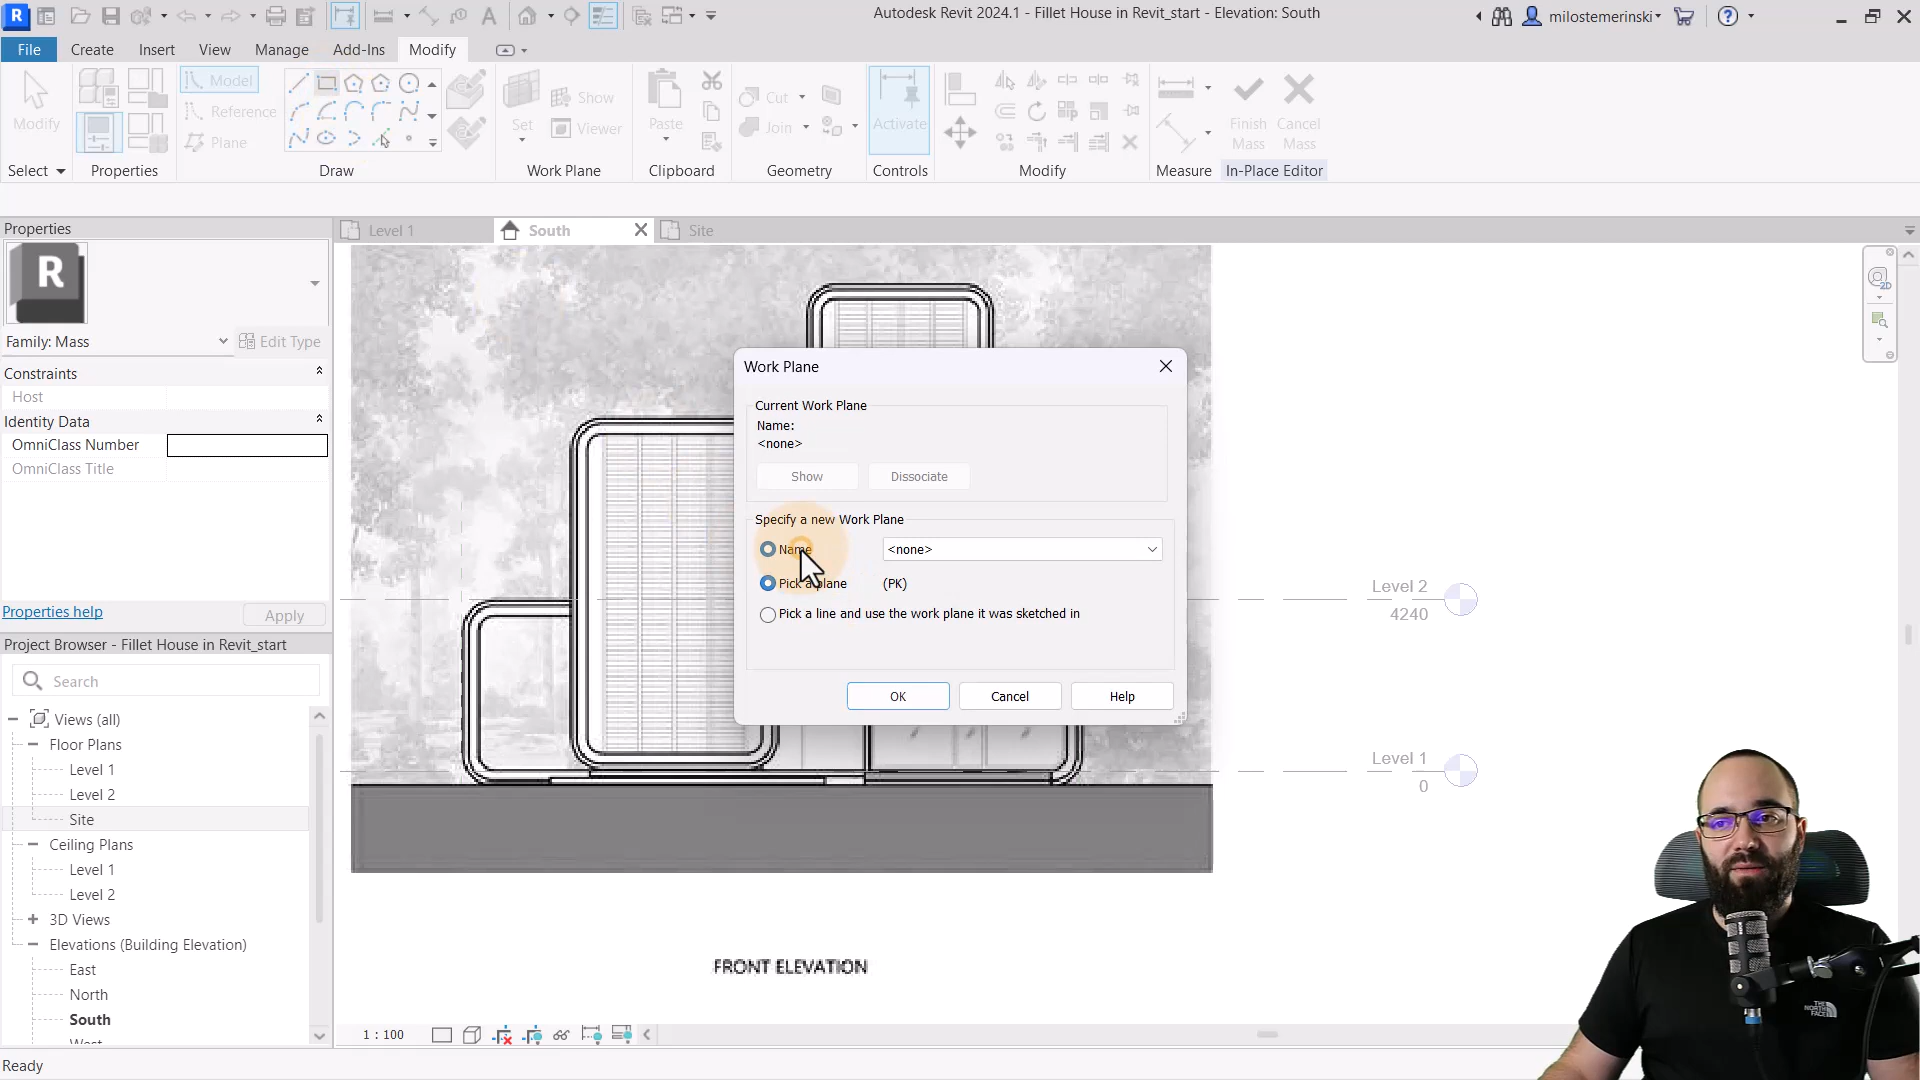 Autodesk Revit 2024.1 - Fillet House in Revit_start - Elevation: South
milostemerinski
File
Create
Insert
View
Manage
Add-Ins
Modify
Modify
Model
Reference
Plane
Set
Show
Viewer
Paste
Cut
Join
Activate
Finish
Mass
Cancel
Mass
Select
Properties
Draw
Work Plane
Clipboard
Geometry
Controls
Modify
Measure
In-Place Editor
Properties
Level 1
South
Site
R
Family: Mass
Edit Type
Constraints
Host
Identity Data
OmniClass Number
OmniClass Title
Properties help
Apply
Project Browser - Fillet House in Revit_start
Search
Views (all)
Floor Plans
Level 1
Level 2
Site
Ceiling Plans
Level 1
Level 2
3D Views
Elevations (Building Elevation)
East
North
South
West
Work Plane
Current Work Plane
Name:
<none>
Show
Dissociate
Specify a new Work Plane
Name
<none>
Pick a plane
(PK)
Pick a line and use the work plane it was sketched in
OK
Cancel
Help
Level 2
4240
Level 1
0
FRONT ELEVATION
1 : 100
Ready
2D
THE
NORTH
FACE